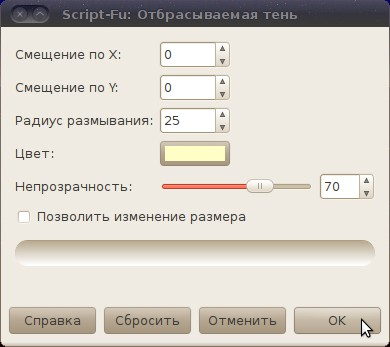 Script-Fu: Отбрасываемая тень
Смещение по X: 0
Смещение по Y: 0
Радиус размывания: 25
Цвет:
Непрозрачность: 70
Позволить изменение размера
Справка Сбросить Отменить OK